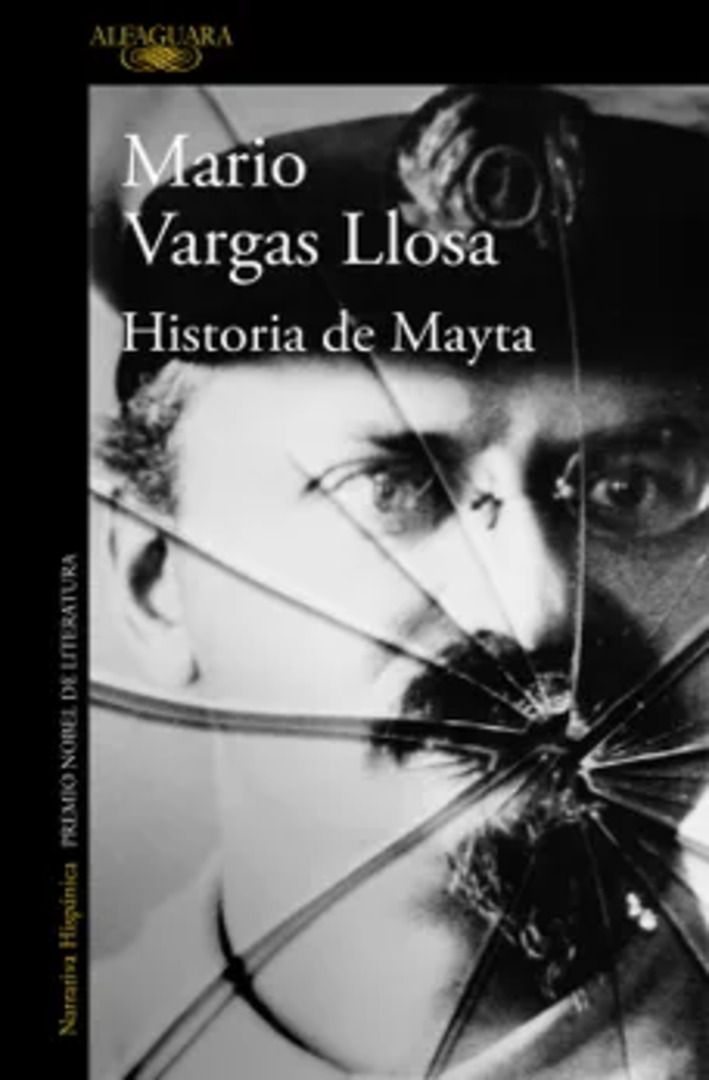 ALFAGUARA
Mario
Vargas Llosa
Historia de Mayta
Narrativa Hispánica PREMIO NOBEL DE LITERATURA